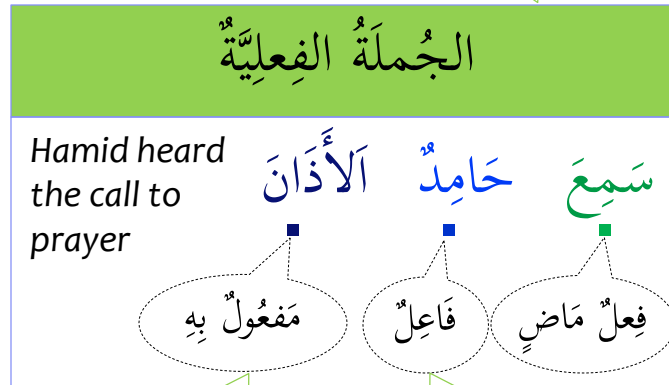 الجُملَةُ الفِعلِيَّةٌ
Hamid heard
the call to
prayer
سَمِعَ حَامِدٌ اَلأَذَانَ
فِعلٌ مَاضٍ فَاعِلٌ مَفعُولٌ بِهِ